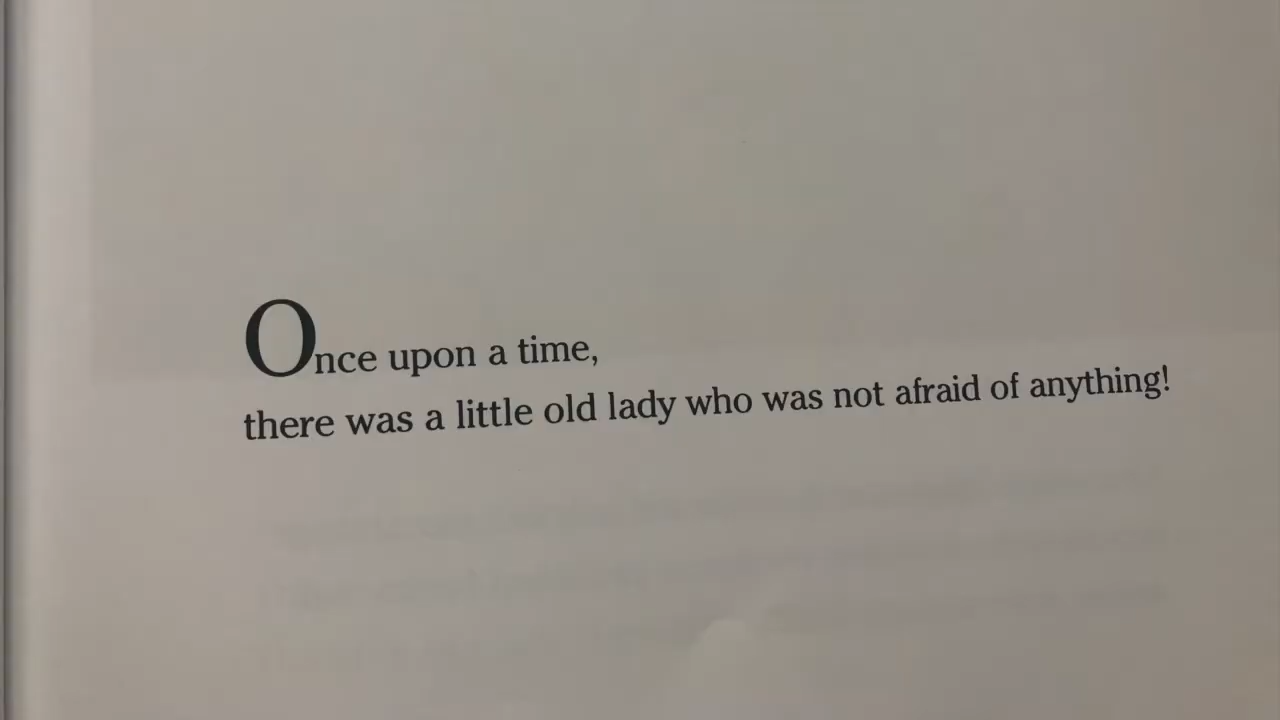 Once upon a time,
there was a little old lady who was not afraid of anything!